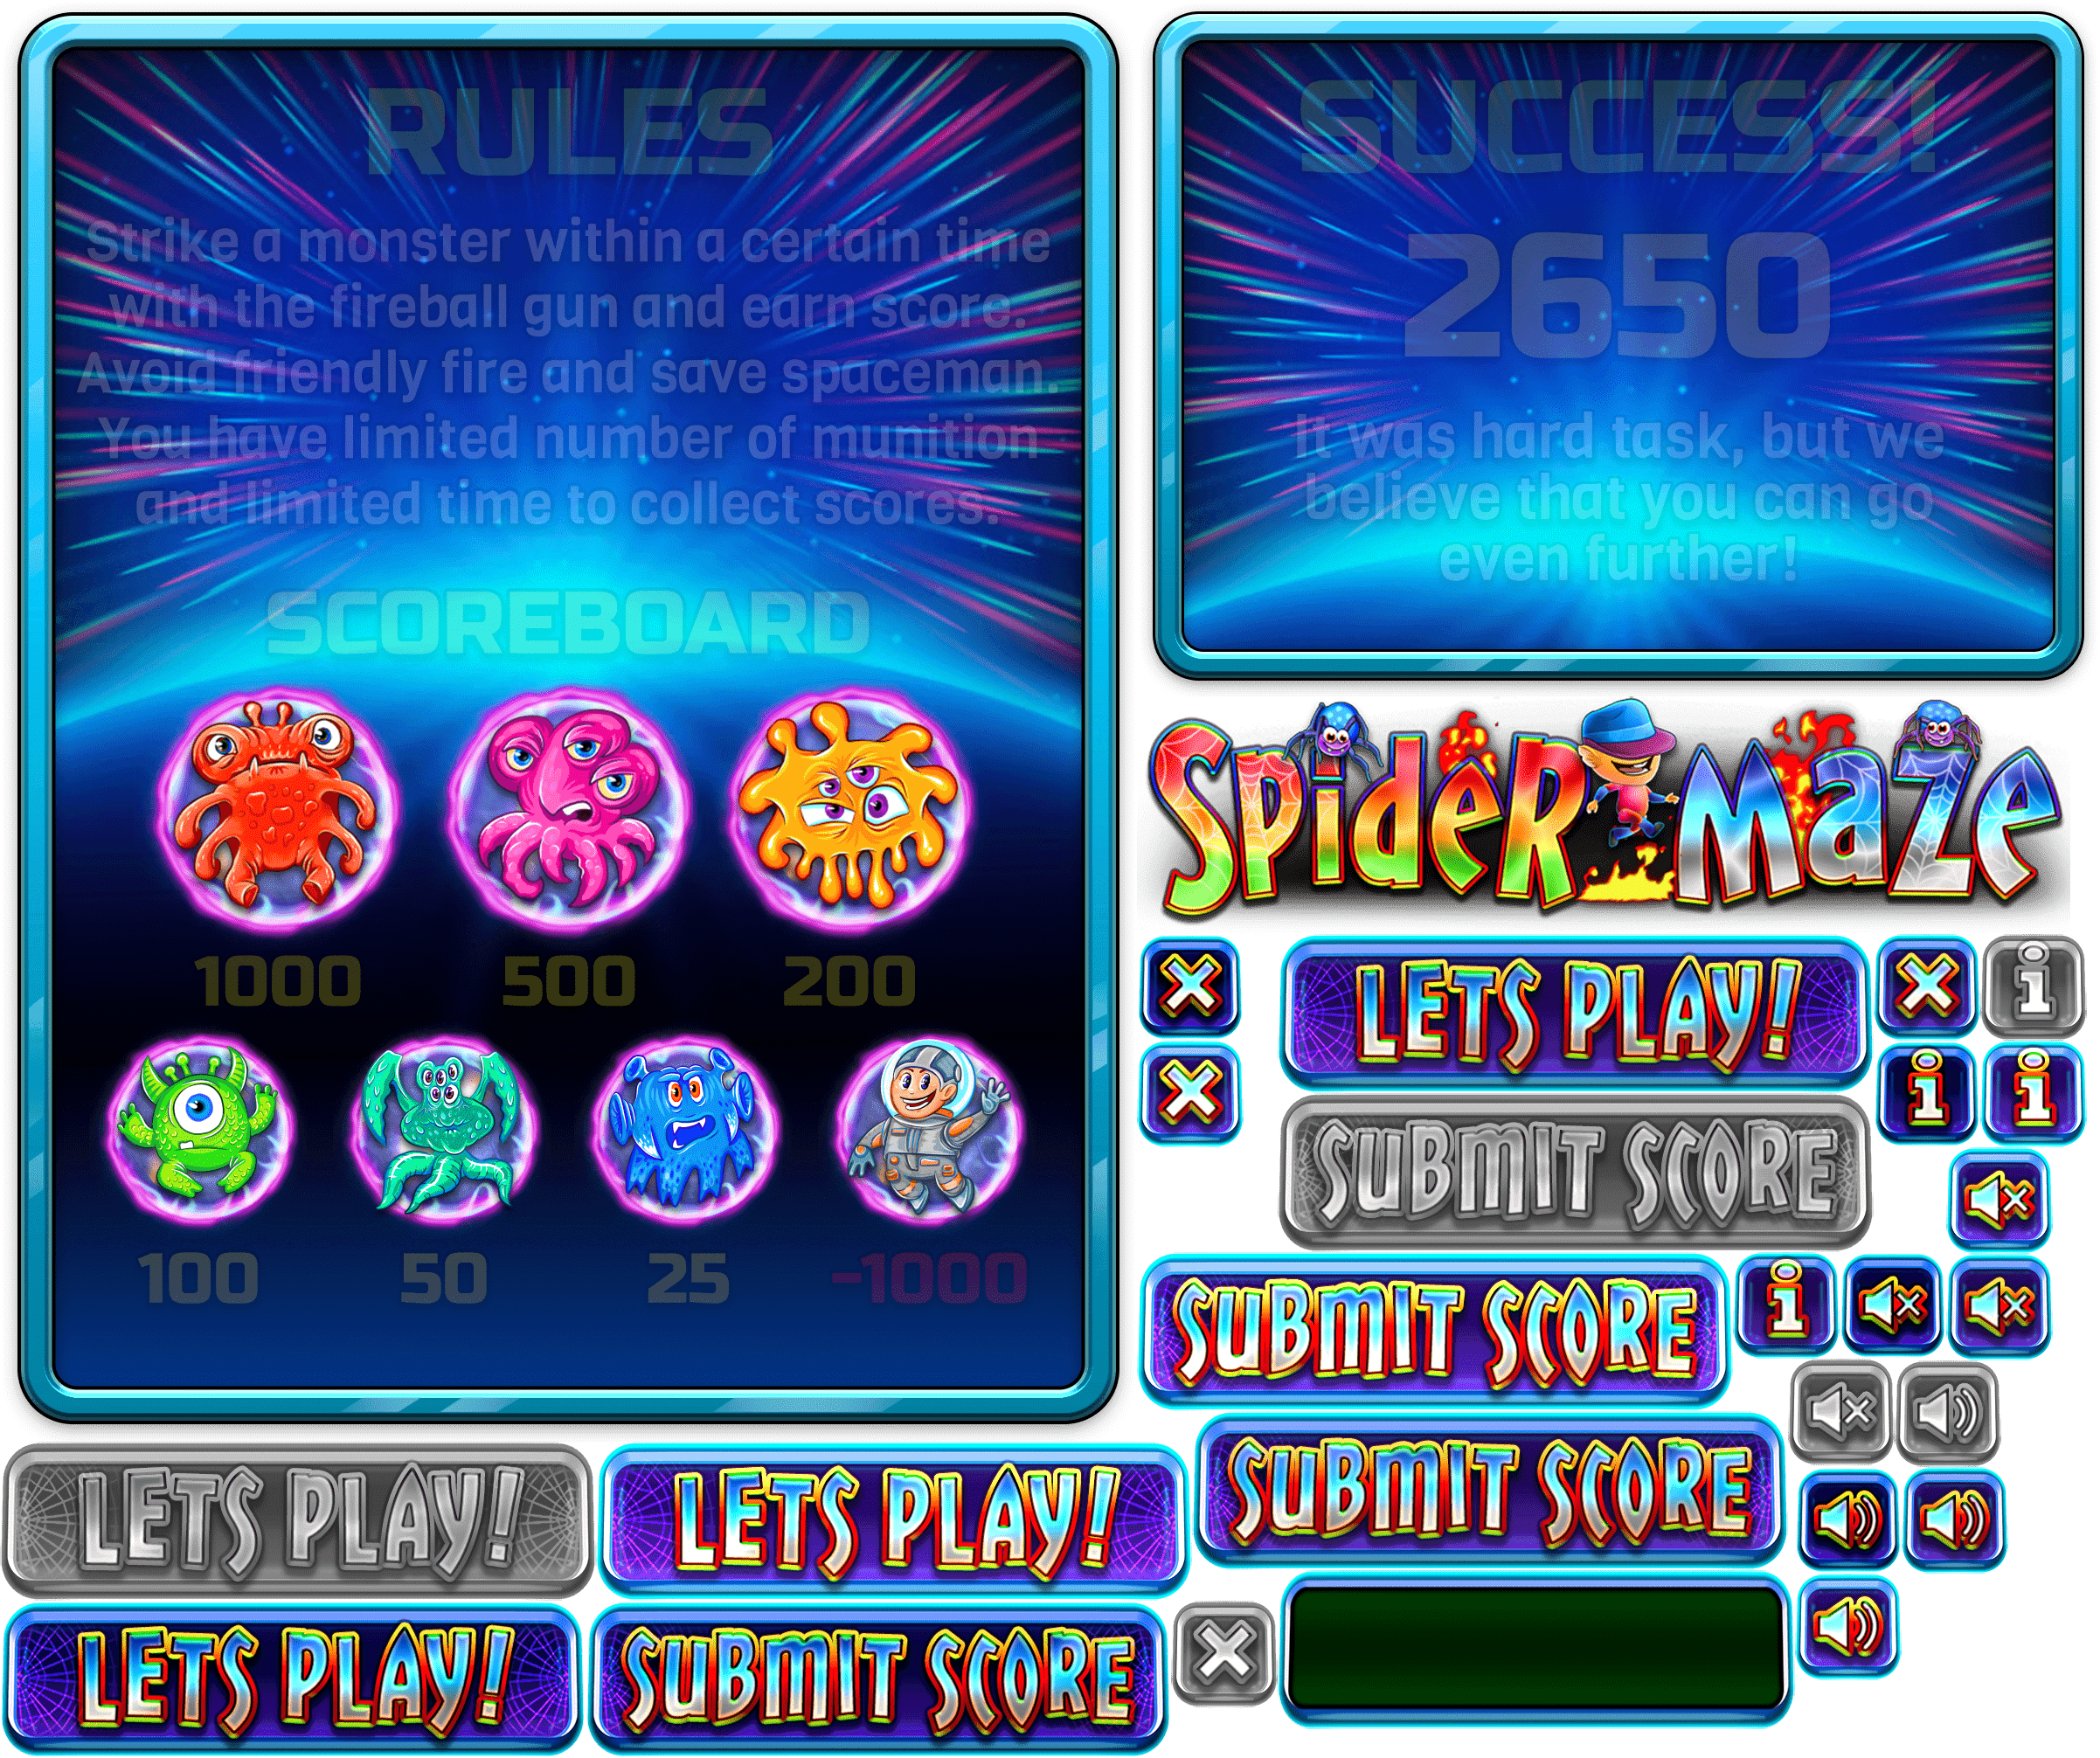 RULES
Strike a monster within a certain time
with the fireball gun and earn score.
Avoid friendly fire and save spaceman.
You have limited number of munition
and limited time to collect scores.
SCOREBOARD
1000
500
200
100
50
25
-1000
SUCCESS!
2650
It was hard task, but we
believe that you can go
even further!
SPideR MaZe
LETS PLAY!
i
i
i
SUBMIT SCORE
SUBMIT SCORE
i
SUBMIT SCORE
LETS PLAY!
LETS PLAY!
LETS PLAY!
SUBMIT SCORE